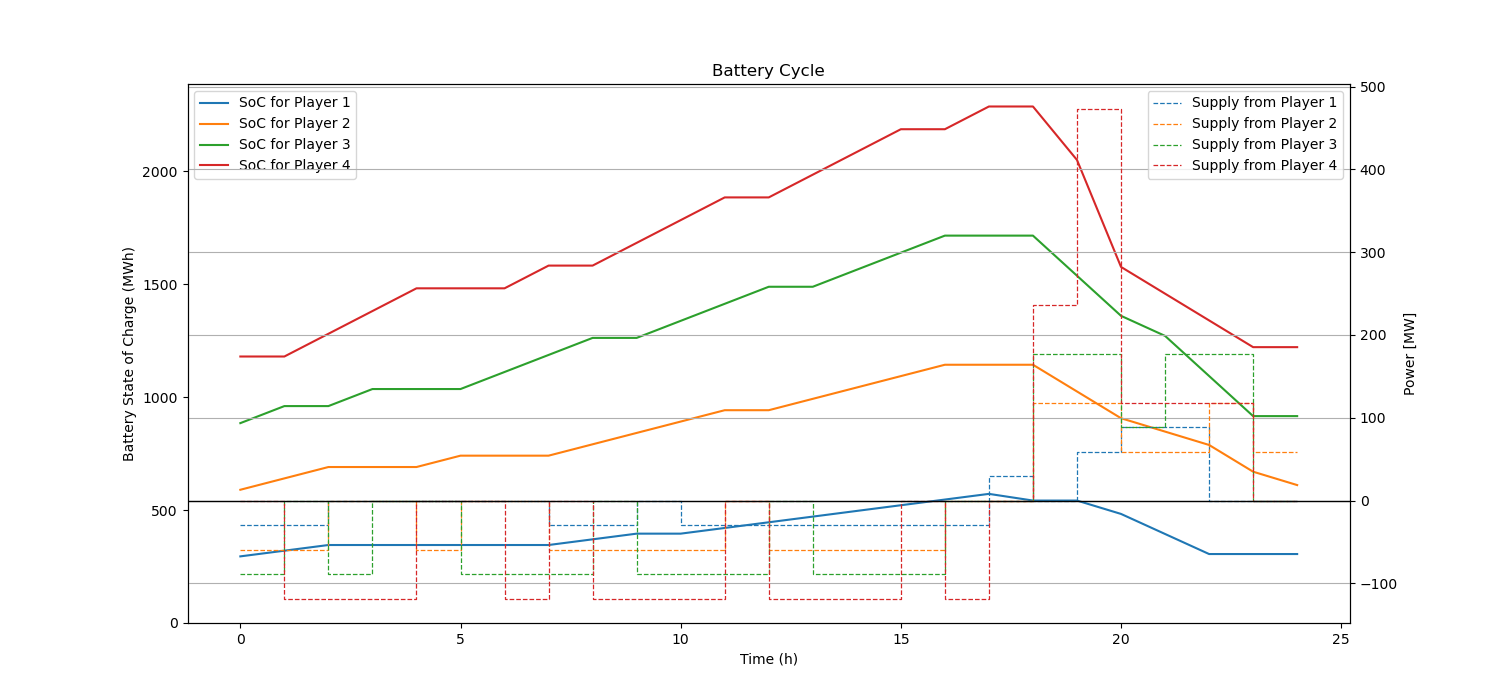 Battery Cycle
SoC for Player 1
SoC for Player 2
SoC for Player 3
SoC for Player 4
Supply from Player 1
Supply from Player 2
Supply from Player 3
Supply from Player 4
Battery State of Charge (MWh)
2000
1500
1000
500
0
500
400
300
200
100
0
−100
Power [MW]
0
5
10
15
20
25
Time (h)